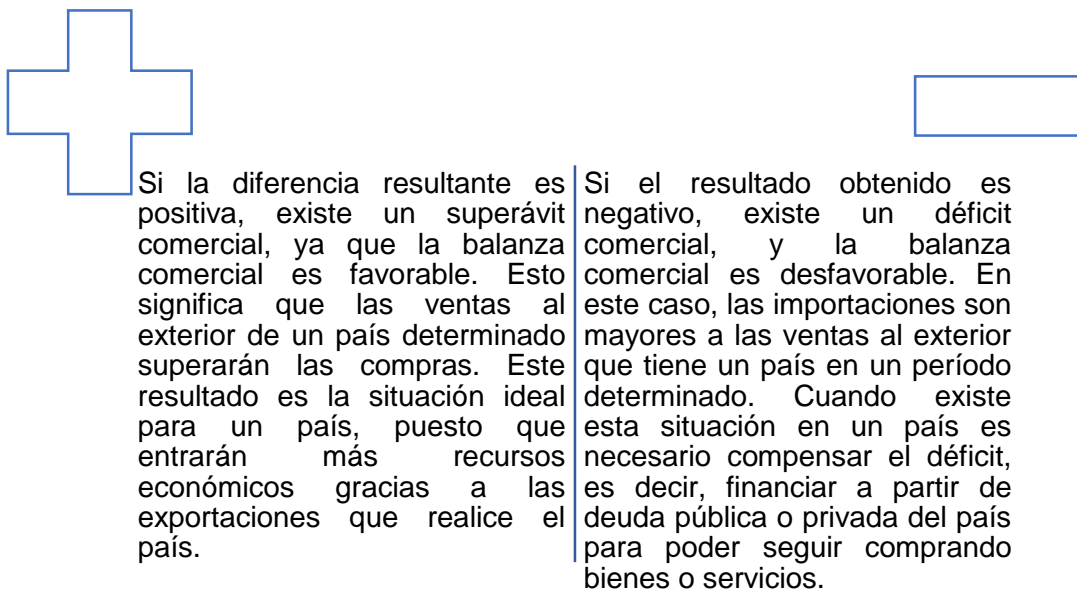 Si la diferencia resultante es
positiva, existe un superávit
comercial, ya que la balanza
comercial es favorable. Esto
significa que las ventas al
exterior de un país determinado
superarán las compras. Este
resultado es la situación ideal
para un país, puesto que
entrarán más recursos
económicos gracias a las
exportaciones que realice el
país.
Si el resultado obtenido es
negativo, existe un déficit
comercial, y la balanza
comercial es desfavorable. En
este caso, las importaciones son
mayores a las ventas al exterior
que tiene un país en un período
determinado. Cuando existe
esta situación en un país es
necesario compensar el déficit,
es decir, financiar a partir de
deuda pública o privada del país
para poder seguir comprando
bienes o servicios.